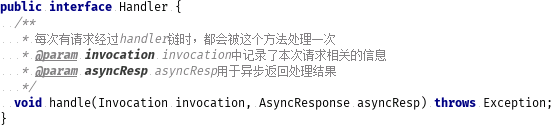 public interface Handler {
/**
* 每次有请求经过handler链时，都会被这个方法处理一次
* @param invocation invocation中记录了本次请求相关的信息
* @param asyncResp asyncResp用于异步返回处理结果
*/
void handle(Invocation invocation, AsyncResponse asyncResp) throws Exception;
}